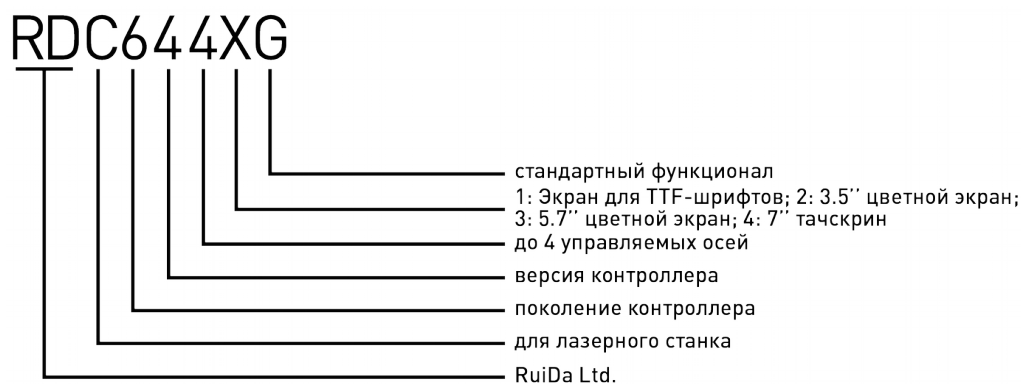 RDC644XG
стандартный функционал
1: Экран для TTF-шрифтов; 2: 3.5’’ цветной экран;
3: 5.7’’ цветной экран; 4: 7’’ тачскрин
до 4 управляемых осей
версия контроллера
поколение контроллера
для лазерного станка
RuiDa Ltd.